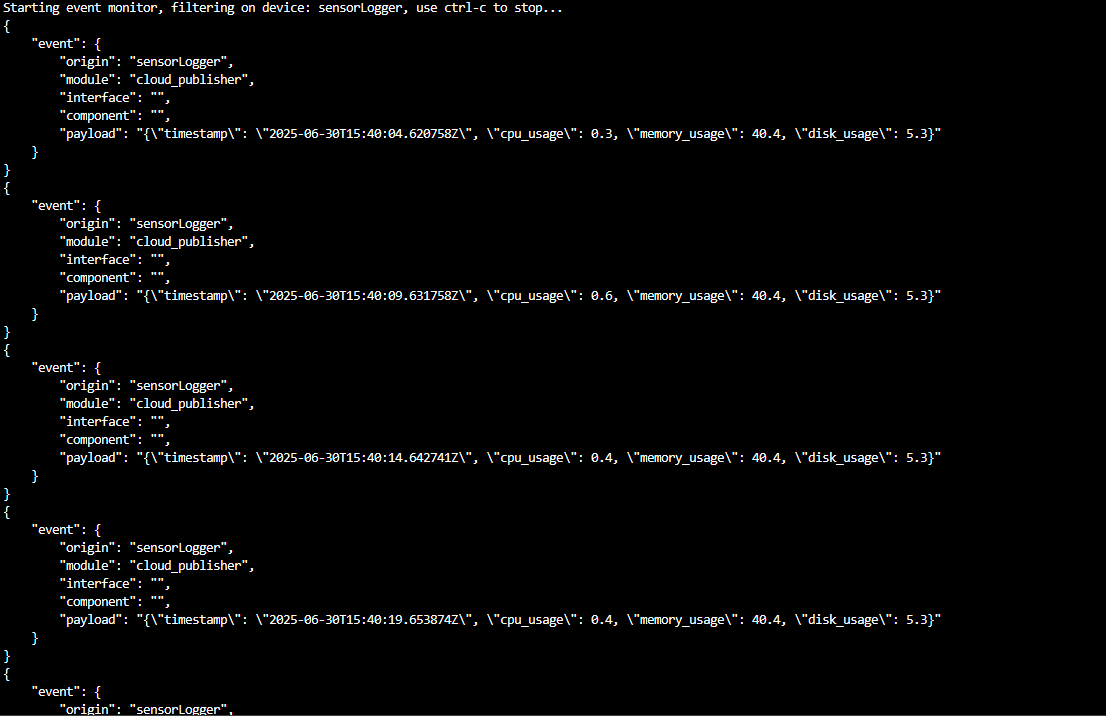 Starting event monitor, filtering on device: sensorLogger, use ctrl-c to stop...
{
    "event": {
        "origin": "sensorLogger",
        "module": "cloud_publisher",
        "interface": "",
        "component": "",
        "payload": "{\"timestamp\": \"2025-06-30T15:40:04.620758Z\", \"cpu_usage\": 0.3, \"memory_usage\": 40.4, \"disk_usage\": 5.3}"
    }
}
{
    "event": {
        "origin": "sensorLogger",
        "module": "cloud_publisher",
        "interface": "",
        "component": "",
        "payload": "{\"timestamp\": \"2025-06-30T15:40:09.631758Z\", \"cpu_usage\": 0.6, \"memory_usage\": 40.4, \"disk_usage\": 5.3}"
    }
}
{
    "event": {
        "origin": "sensorLogger",
        "module": "cloud_publisher",
        "interface": "",
        "component": "",
        "payload": "{\"timestamp\": \"2025-06-30T15:40:14.642741Z\", \"cpu_usage\": 0.4, \"memory_usage\": 40.4, \"disk_usage\": 5.3}"
    }
}
{
    "event": {
        "origin": "sensorLogger",
        "module": "cloud_publisher",
        "interface": "",
        "component": "",
        "payload": "{\"timestamp\": \"2025-06-30T15:40:19.653874Z\", \"cpu_usage\": 0.4, \"memory_usage\": 40.4, \"disk_usage\": 5.3}"
    }
}
{
    "event": {
        "origin": "sensorLogger",